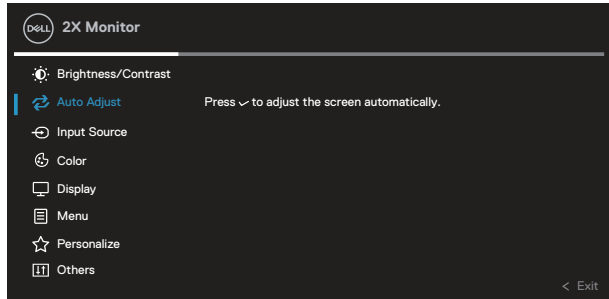 DELL 2X Monitor
Brightness/Contrast
Auto Adjust Press ✓ to adjust the screen automatically.
Input Source
Color
Display
Menu
Personalize
Others
< Exit